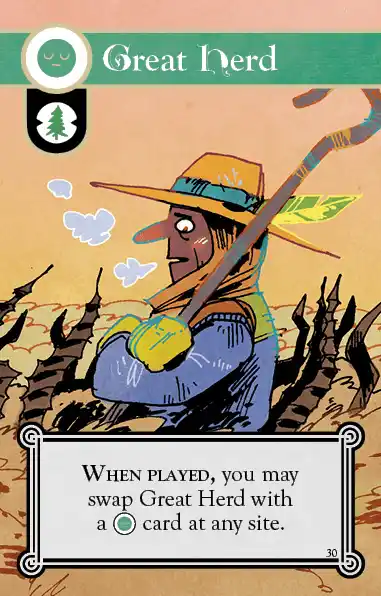 Great Herd
WHEN PLAYED, you may
swap Great Herd with
a card at any site.
30